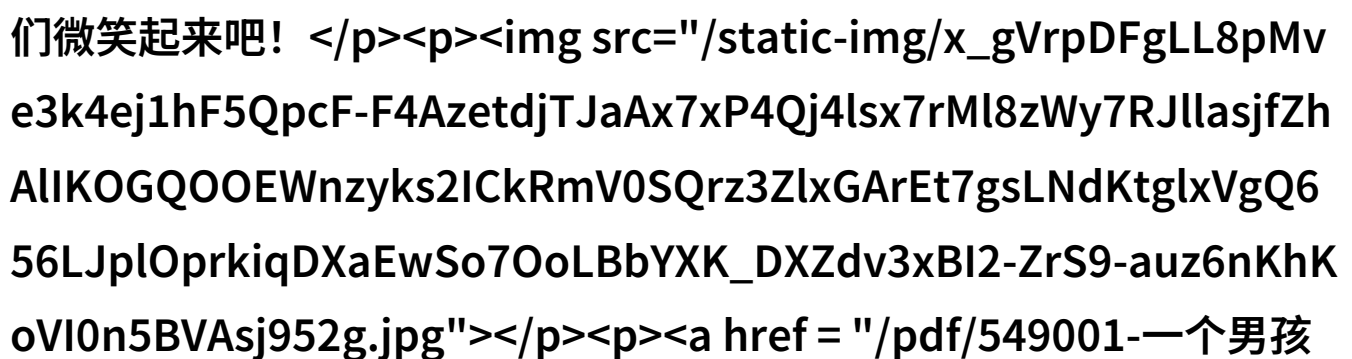 们微笑起来吧！</p><p><img src="/static-img/x_gVrpDFgLL8pMv
e3k4ej1hF5QpcF-F4AzetdjTJaAx7xP4Qj4lsx7rMl8zWy7RJllasjfZh
AlIKOGQOOEWnzyks2ICkRmV0SQrz3ZlxGArEt7gsLNdKtglxVgQ6
56LJplOprkiqDXaEwSo7OoLBbYXK_DXZdv3xBI2-ZrS9-auz6nKhK
oVI0n5BVAsj952g.jpg"></p><p><a href = "/pdf/549001-一个男孩